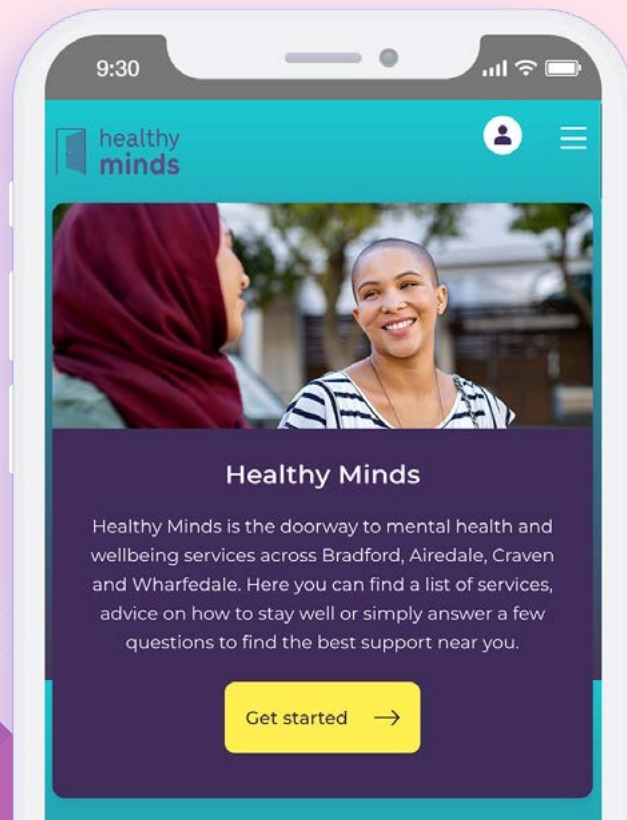 9:30
healthy
minds
Healthy Minds
Healthy Minds is the doorway to mental health and
wellbeing services across Bradford, Airedale, Craven
and Wharfedale. Here you can find a list of services,
advice on how to stay well or simply answer a few
questions to find the best support near you.
Get started